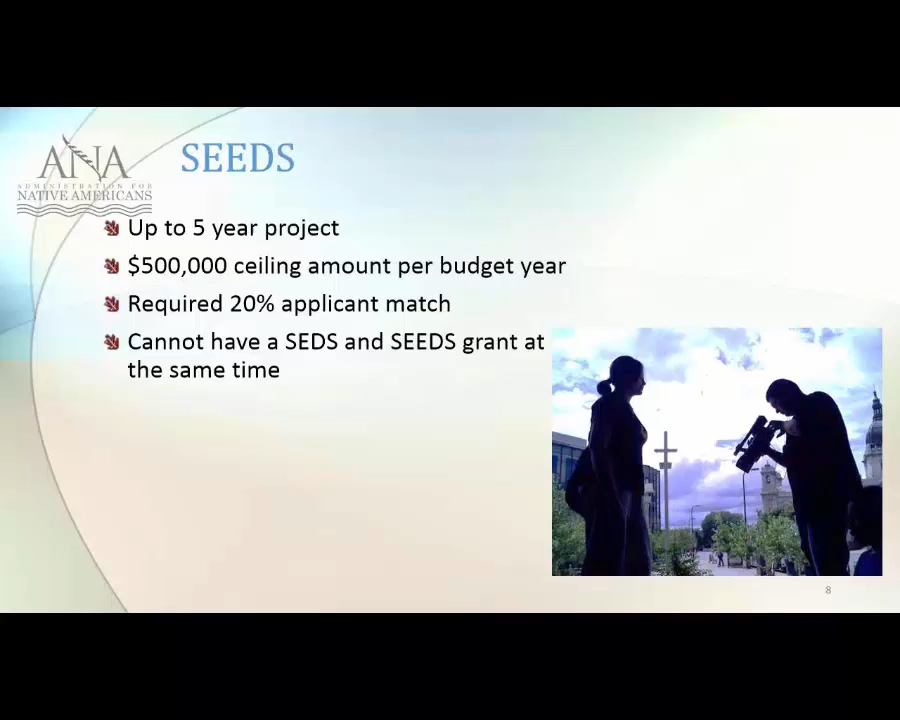 SEEDS
ANA
ADMINISTRATION FOR
NATIVE AMERICANS
Up to 5 year project
$500,000 ceiling amount per budget year
Required 20% applicant match
Cannot have a SEDS and SEEDS grant at
the same time
8